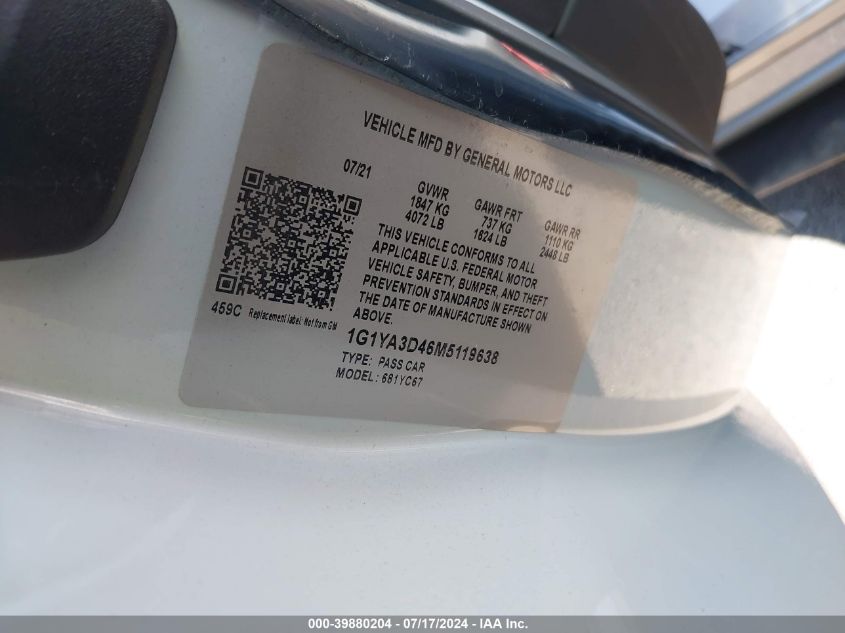 VEHICLE MFD BY GENERAL MOTORS LLC
07/21
GVWR
1847 KG
4072 LB
GAWR FRT
737 KG
1624 LB
GAWR RR
1110 KG
2448 LB
THIS VEHICLE CONFORMS TO ALL
APPLICABLE U.S. FEDERAL MOTOR
VEHICLE SAFETY, BUMPER, AND THEFT
PREVENTION STANDARDS IN EFFECT ON
THE DATE OF MANUFACTURE SHOWN
ABOVE.
459C Replacement label: Not from GM
1G1YA3D46M5119638
TYPE: PASS CAR
MODEL: 681YC67
000-39880204 - 07/17/2024 - IAA Inc.